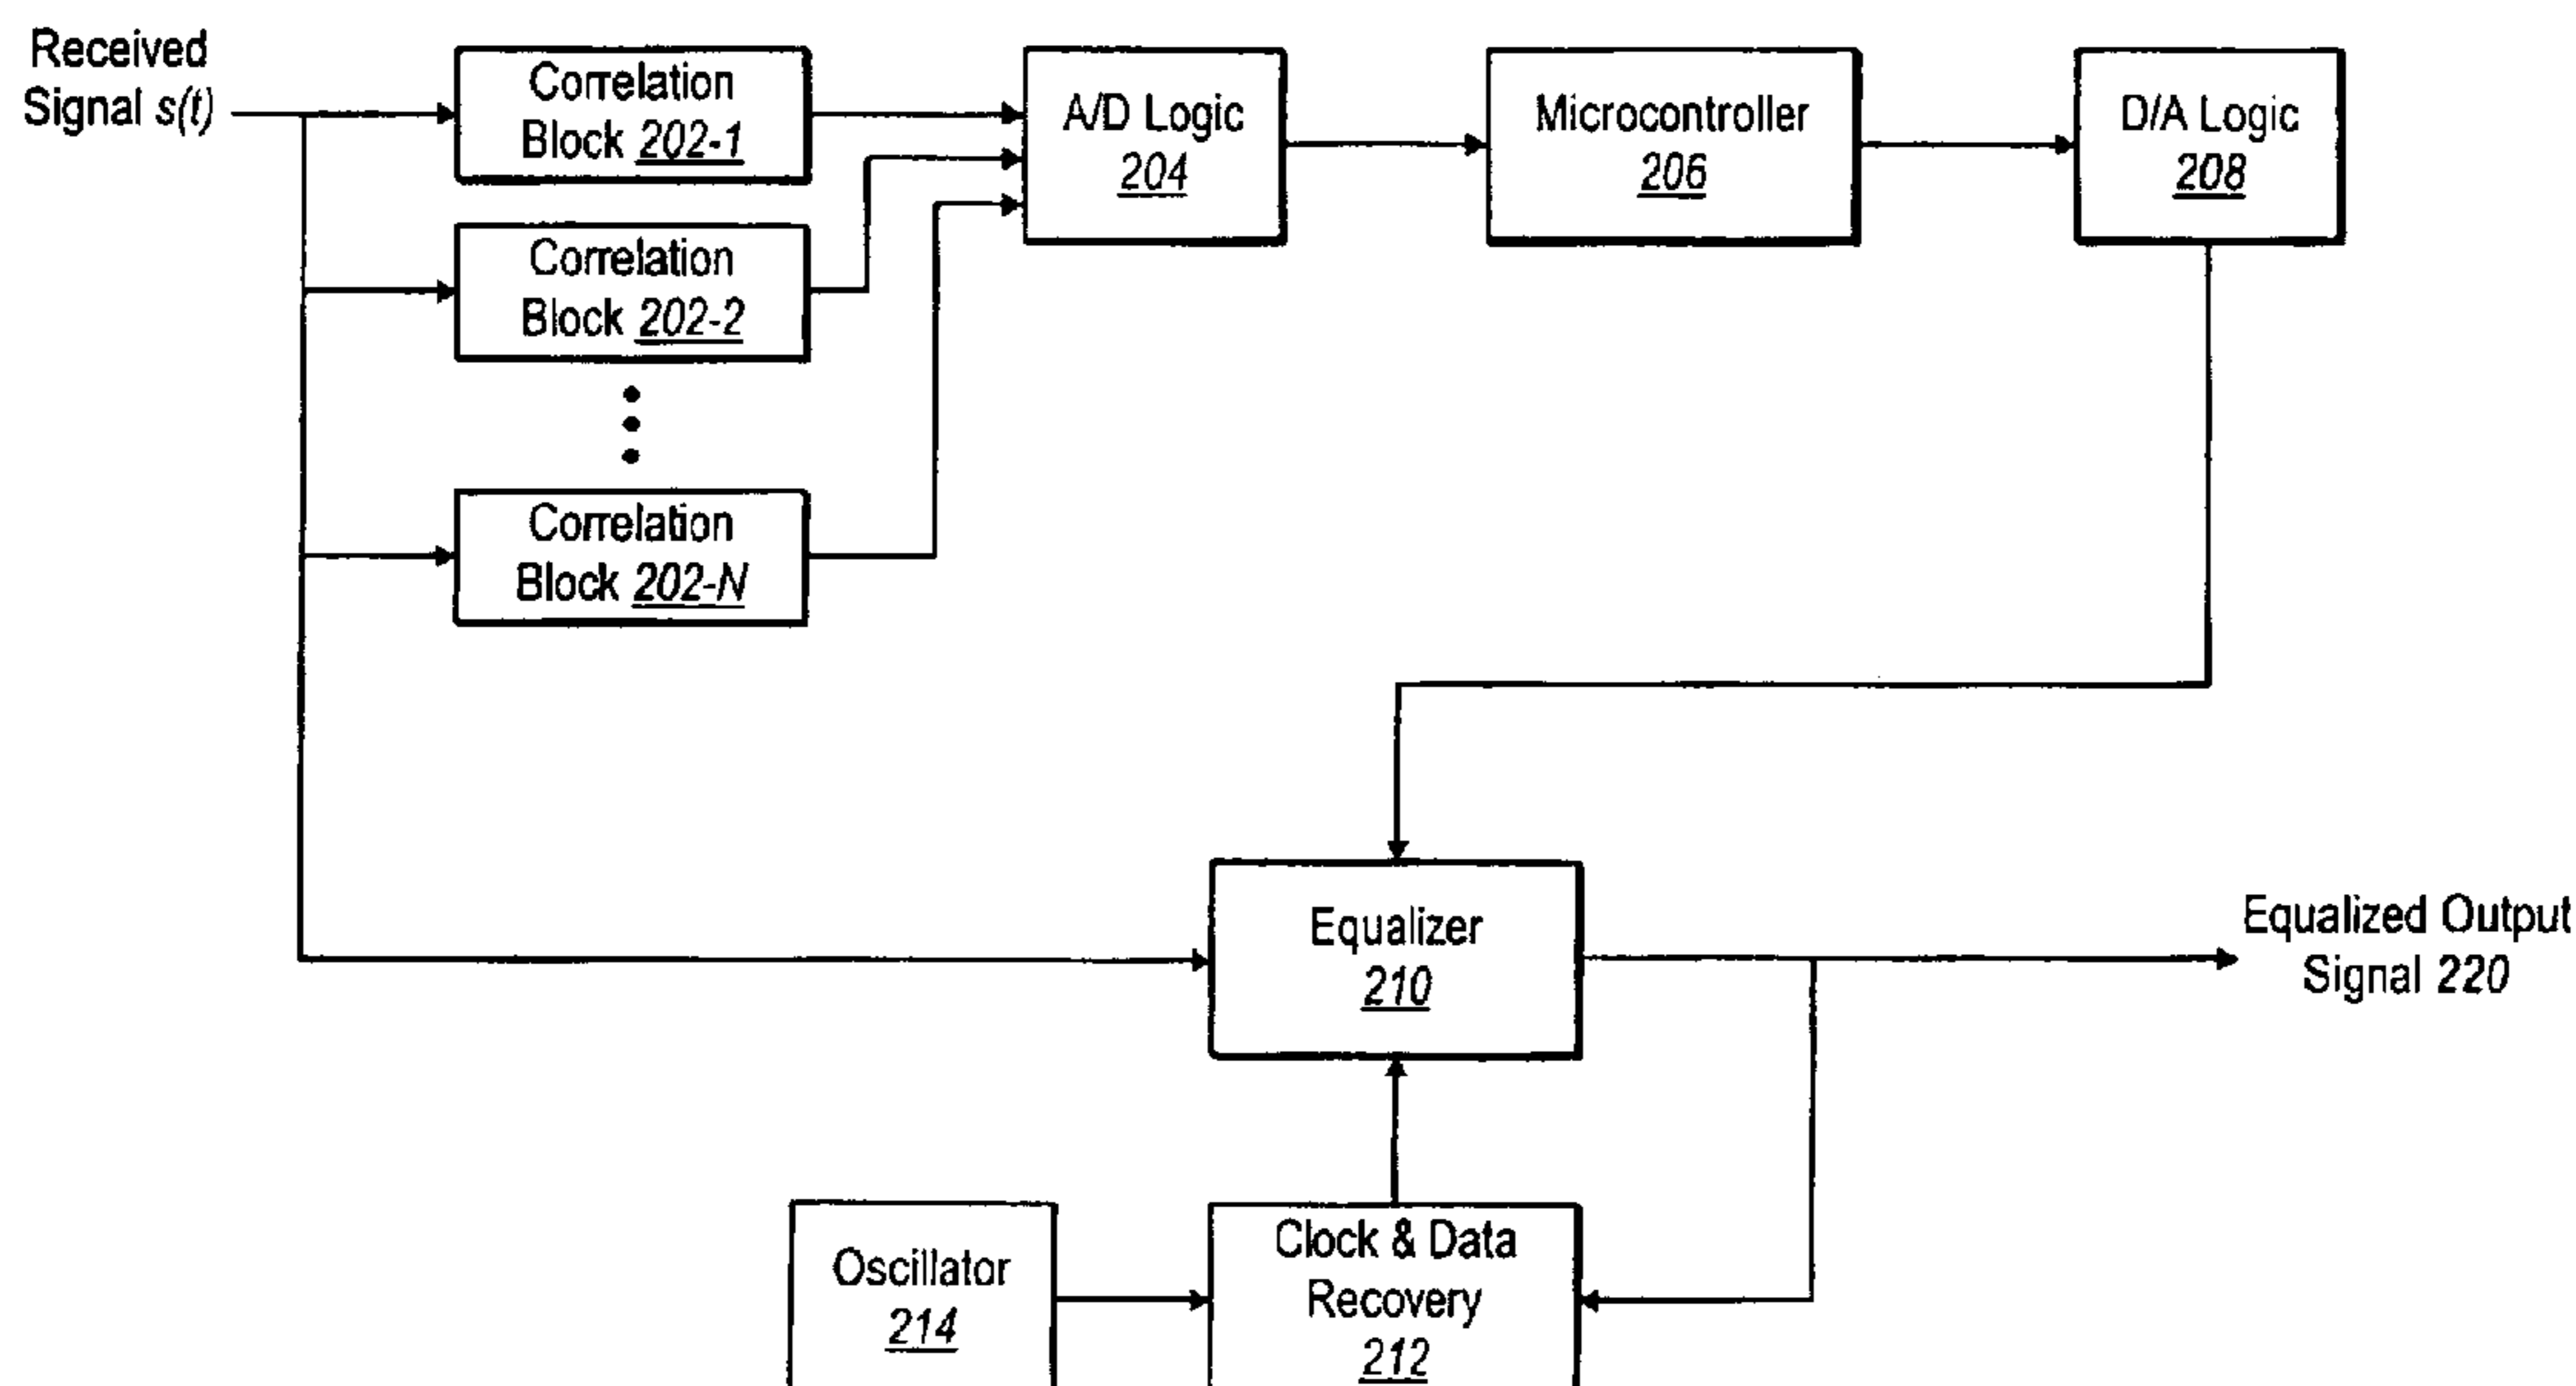 Received
Signal s(t)
Correlation
Block 202-1
A/D Logic
204
Microcontroller
206
D/A Logic
208
Correlation
Block 202-2
Correlation
Block 202-N
Equalizer
210
Equalized Output
Signal 220
Oscillator
214
Clock & Data
Recovery
212